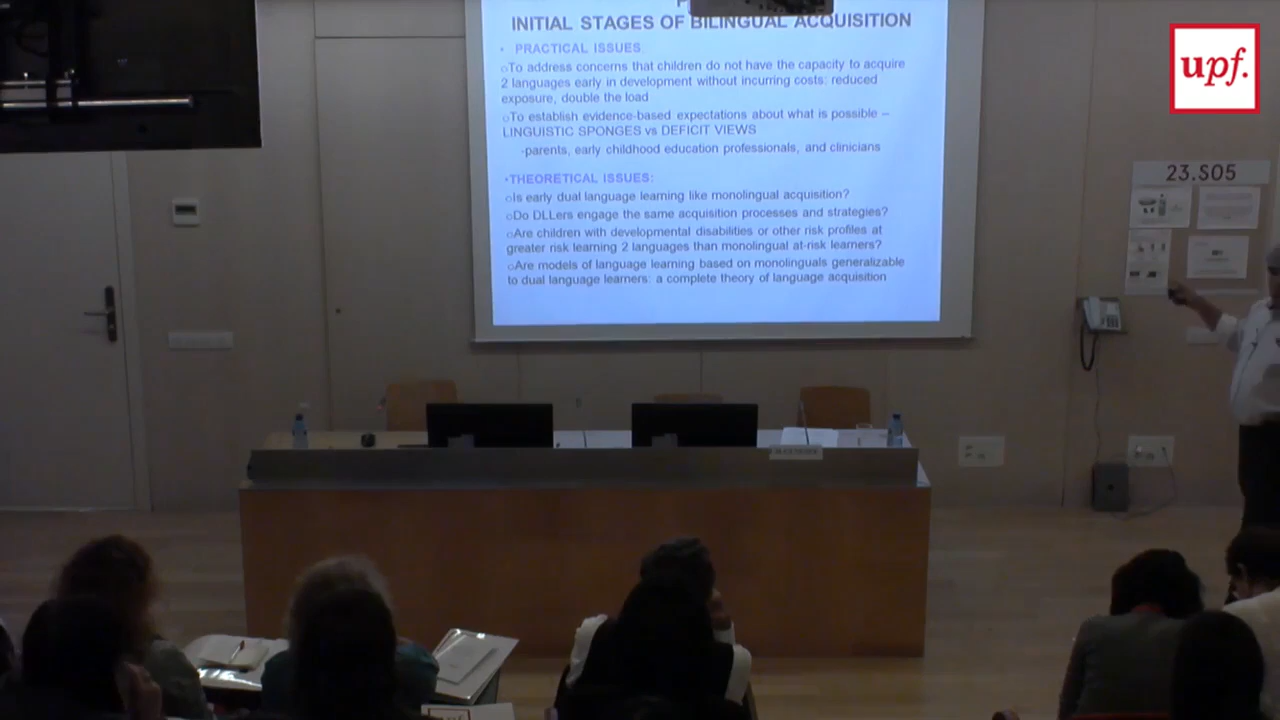 INITIAL STAGES OF BILINGUAL ACQUISITION
• PRACTICAL ISSUES
○To address concerns that children do not have the capacity to acquire
2 languages early in development without incurring costs: reduced
exposure, double the load
○To establish evidence-based expectations about what is possible –
LINGUISTIC SPONGES vs DEFICIT VIEWS
-parents, early childhood education professionals, and clinicians
•THEORETICAL ISSUES:
○Is early dual language learning like monolingual acquisition?
○Do DLLers engage the same acquisition processes and strategies?
○Are children with developmental disabilities or other risk profiles at
greater risk learning 2 languages than monolingual at-risk learners?
○Are models of language learning based on monolinguals generalizable
to dual language learners: a complete theory of language acquisition
upf.
23.S05